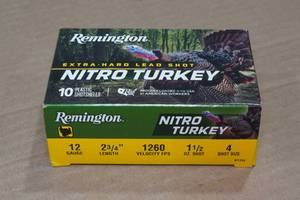 Remington
EXTRA-HARD LEAD SHOT
NITRO TURKEY
10 PLASTIC SHOTSHELLS
Remington
NITRO
TURKEY
12 2 3/4" 1260 1 1/2 4
GAUGE LENGTH VELOCITY FPS OZ. SHOT SHOT SIZE